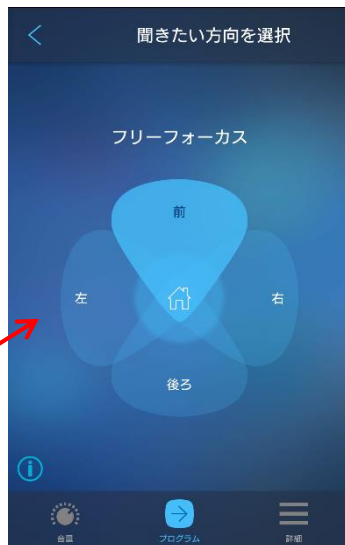 聞きたい方向を選択
フリーフォーカス
前
左
右
後ろ
音量
プログラム
詳細